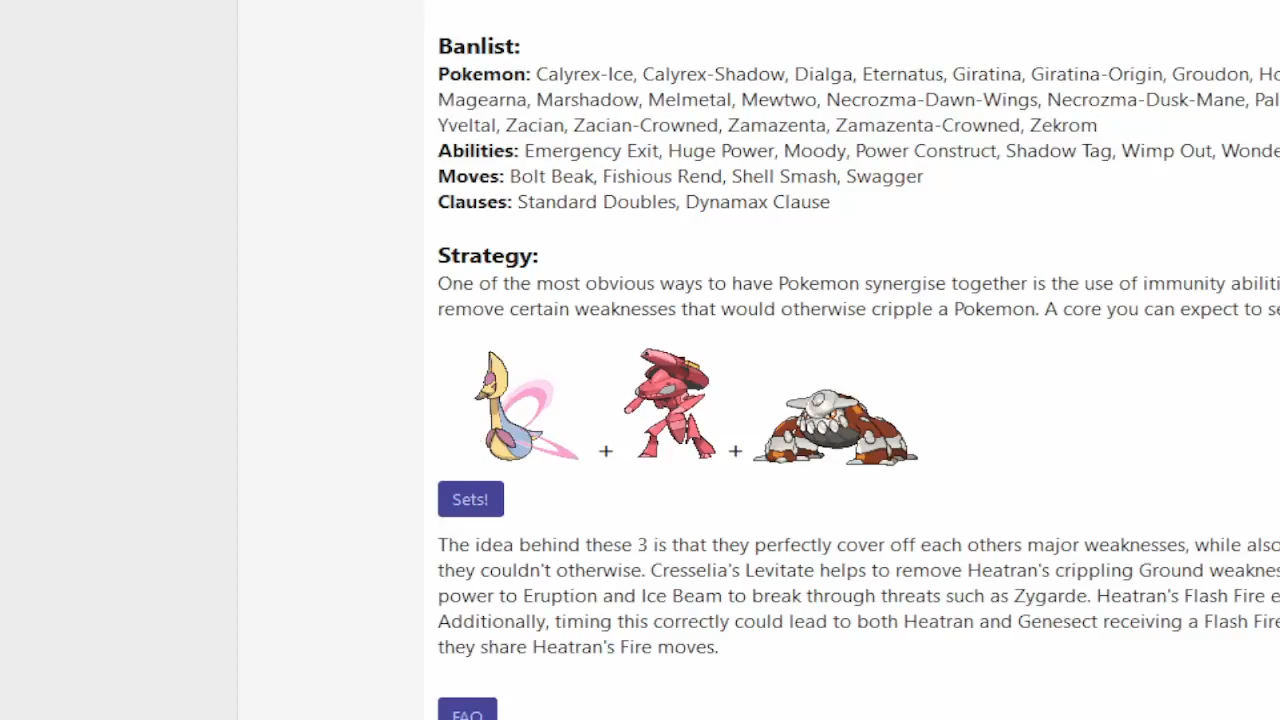 Banlist:
Pokemon: Calyrex-Ice, Calyrex-Shadow, Dialga, Eternatus, Giratina, Giratina-Origin, Groudon,
Magearna, Marshadow, Melmetal, Mewtwo, Necrozma-Dawn-Wings, Necrozma-Dusk-Mane,
Yveltal, Zacian, Zacian-Crowned, Zamazenta, Zamazenta-Crowned, Zekrom
Abilities: Emergency Exit, Huge Power, Moody, Power Construct, Shadow Tag, Wimp Out,
Moves: Bolt Beak, Fishious Rend, Shell Smash, Swagger
Clauses: Standard Doubles, Dynamax Clause
Strategy:
One of the most obvious ways to have Pokemon synergise together is the use of immunity
remove certain weaknesses that would otherwise cripple a Pokemon. A core you can expect to
+ +
Sets!
The idea behind these 3 is that they perfectly cover off each others major weaknesses, while also
they couldn't otherwise. Cresselia's Levitate helps to remove Heatran's crippling Ground
power to Eruption and Ice Beam to break through threats such as Zygarde. Heatran's Flash Fire
Additionally, timing this correctly could lead to both Heatran and Genesect receiving a Flash
they share Heatran's Fire moves.
FAQ